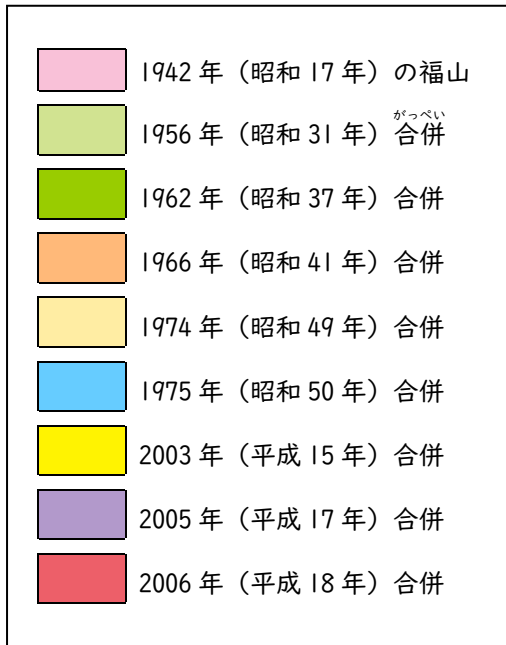 1942年（昭和17年）の福山
がっぺい
1956年（昭和31年）合併
1962年（昭和37年）合併
1966年（昭和41年）合併
1974年（昭和49年）合併
1975年（昭和50年）合併
2003年（平成15年）合併
2005年（平成17年）合併
2006年（平成18年）合併